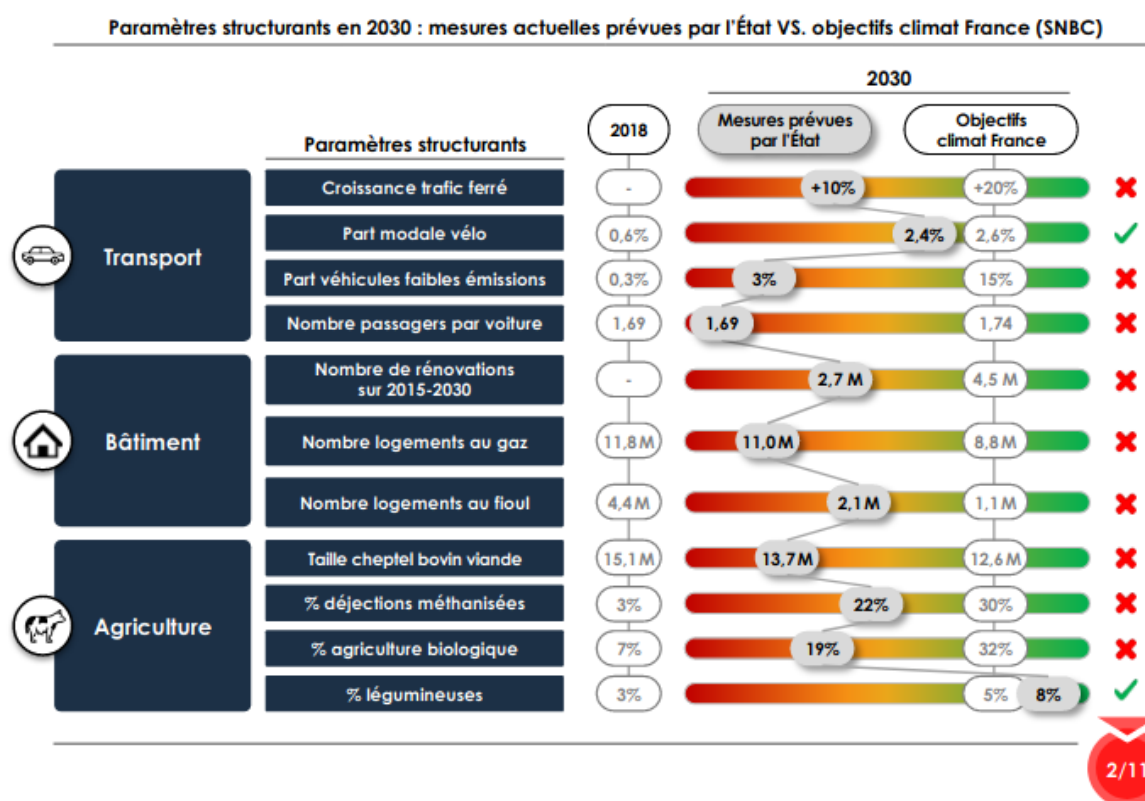 Paramètres structurants en 2030 : mesures actuelles prévues par l'État VS. objectifs climat France (SNBC)
2030
Paramètres structurants
2018
Mesures prévues
par l'État
Objectifs
climat France
Transport
Croissance trafic ferré - +10% +20%
Part modale vélo 0,6% 2,4% 2,6%
Part véhicules faibles émissions 0,3% 3% 15%
Nombre passagers par voiture 1,69 1,69 1,74
Bâtiment
Nombre de rénovations
sur 2015-2030 - 2,7 M 4,5 M
Nombre logements au gaz 11,8 M 11,0 M 8,8 M
Nombre logements au fioul 4,4 M 2,1 M 1,1 M
Agriculture
Taille cheptel bovin viande 15,1 M 13,7 M 12,6 M
% déjections méthanisées 3% 22% 30%
% agriculture biologique 7% 19% 32%
% légumineuses 3% 5% 8%
2/11